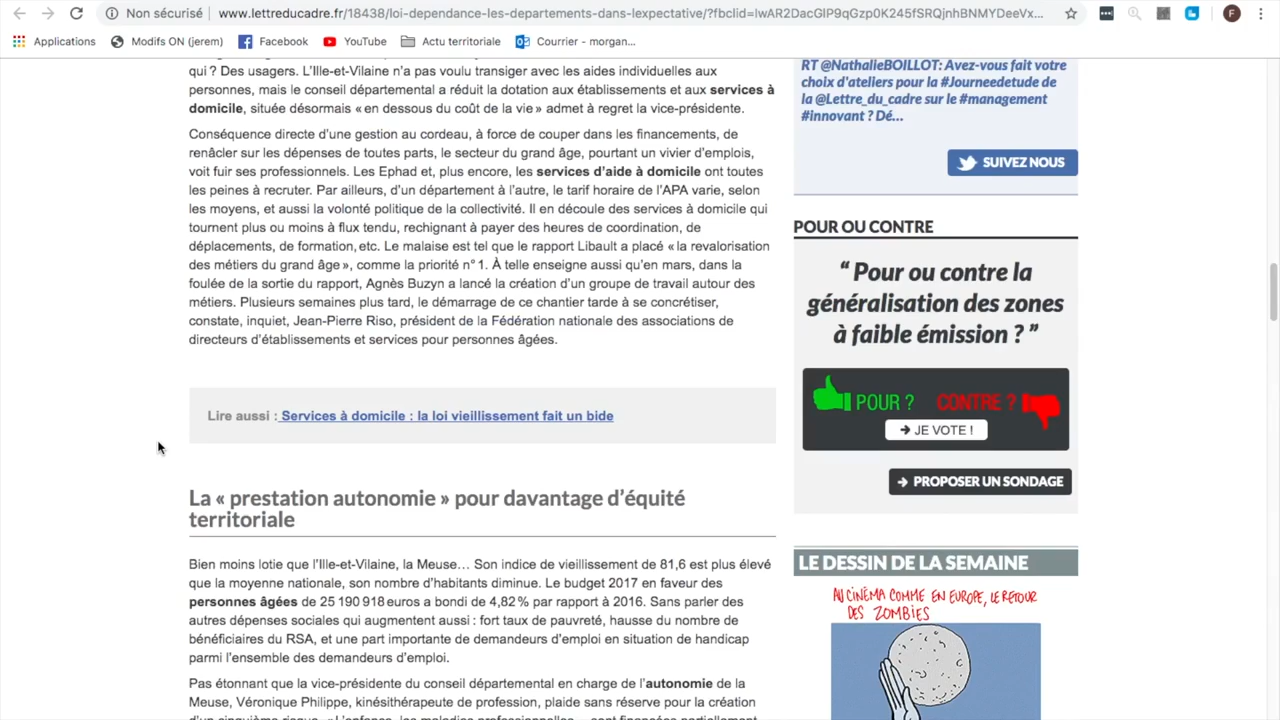 Non sécurisé
www.lettreducadre.fr/18438/loi-dependance-les-departements-dans-lexpectative/?fbclid=IwAR2DacGIP9qGzp0K245fSRQjnhBNMYDeeVx...
F
Applications
Modifs ON (jerem)
Facebook
YouTube
Actu territoriale
Courrier - morgan...
qui ? Des usagers. L'Ille-et-Vilaine n'a pas voulu transiger avec les aides individuelles aux
personnes, mais le conseil départemental a réduit la dotation aux établissements et aux services à
domicile, située désormais « en dessous du coût de la vie » admet à regret la vice-présidente.
Conséquence directe d'une gestion au cordeau, à force de couper dans les financements, de
renâcler sur les dépenses de toutes parts, le secteur du grand âge, pourtant un vivier d'emplois,
voit fuir ses professionnels. Les Ephad et, plus encore, les services d'aide à domicile ont toutes
les peines à recruter. Par ailleurs, d'un département à l'autre, le tarif horaire de l'APA varie, selon
les moyens, et aussi la volonté politique de la collectivité. Il en découle des services à domicile qui
tournent plus ou moins à flux tendu, rechignant à payer des heures de coordination, de
déplacements, de formation, etc. Le malaise est tel que le rapport Libault a placé « la revalorisation
des métiers du grand âge », comme la priorité n° 1. À telle enseigne aussi qu'en mars, dans la
foulée de la sortie du rapport, Agnès Buzyn a lancé la création d'un groupe de travail autour des
métiers. Plusieurs semaines plus tard, le démarrage de ce chantier tarde à se concrétiser,
constate, inquiet, Jean-Pierre Riso, président de la Fédération nationale des associations de
directeurs d'établissements et services pour personnes âgées.
Lire aussi : Services à domicile : la loi vieillissement fait un bide
La « prestation autonomie » pour davantage d'équité
territoriale
Bien moins lotie que l'Ille-et-Vilaine, la Meuse… Son indice de vieillissement de 81,6 est plus élevé
que la moyenne nationale, son nombre d'habitants diminue. Le budget 2017 en faveur des
personnes âgées de 25 190 918 euros a bondi de 4,82 % par rapport à 2016. Sans parler des
autres dépenses sociales qui augmentent aussi : fort taux de pauvreté, hausse du nombre de
bénéficiaires du RSA, et une part importante de demandeurs d'emploi en situation de handicap
parmi l'ensemble des demandeurs d'emploi.
Pas étonnant que la vice-présidente du conseil départemental en charge de l'autonomie de la
Meuse, Véronique Philippe, kinésithérapeute de profession, plaide sans réserve pour la création
RT @NathalieBOILLOT: Avez-vous fait votre
choix d'ateliers pour la #Journeedetude de
la @Lettre_du_cadre sur le #management
#innovant ? Dé...
SUIVEZ NOUS
POUR OU CONTRE
“ Pour ou contre la
généralisation des zones
à faible émission ? ”
POUR ? CONTRE ?
JE VOTE !
PROPOSER UN SONDAGE
LE DESSIN DE LA SEMAINE
AU CINÉMA COMME EN EUROPE, LE RETOUR
DES ZOMBIES